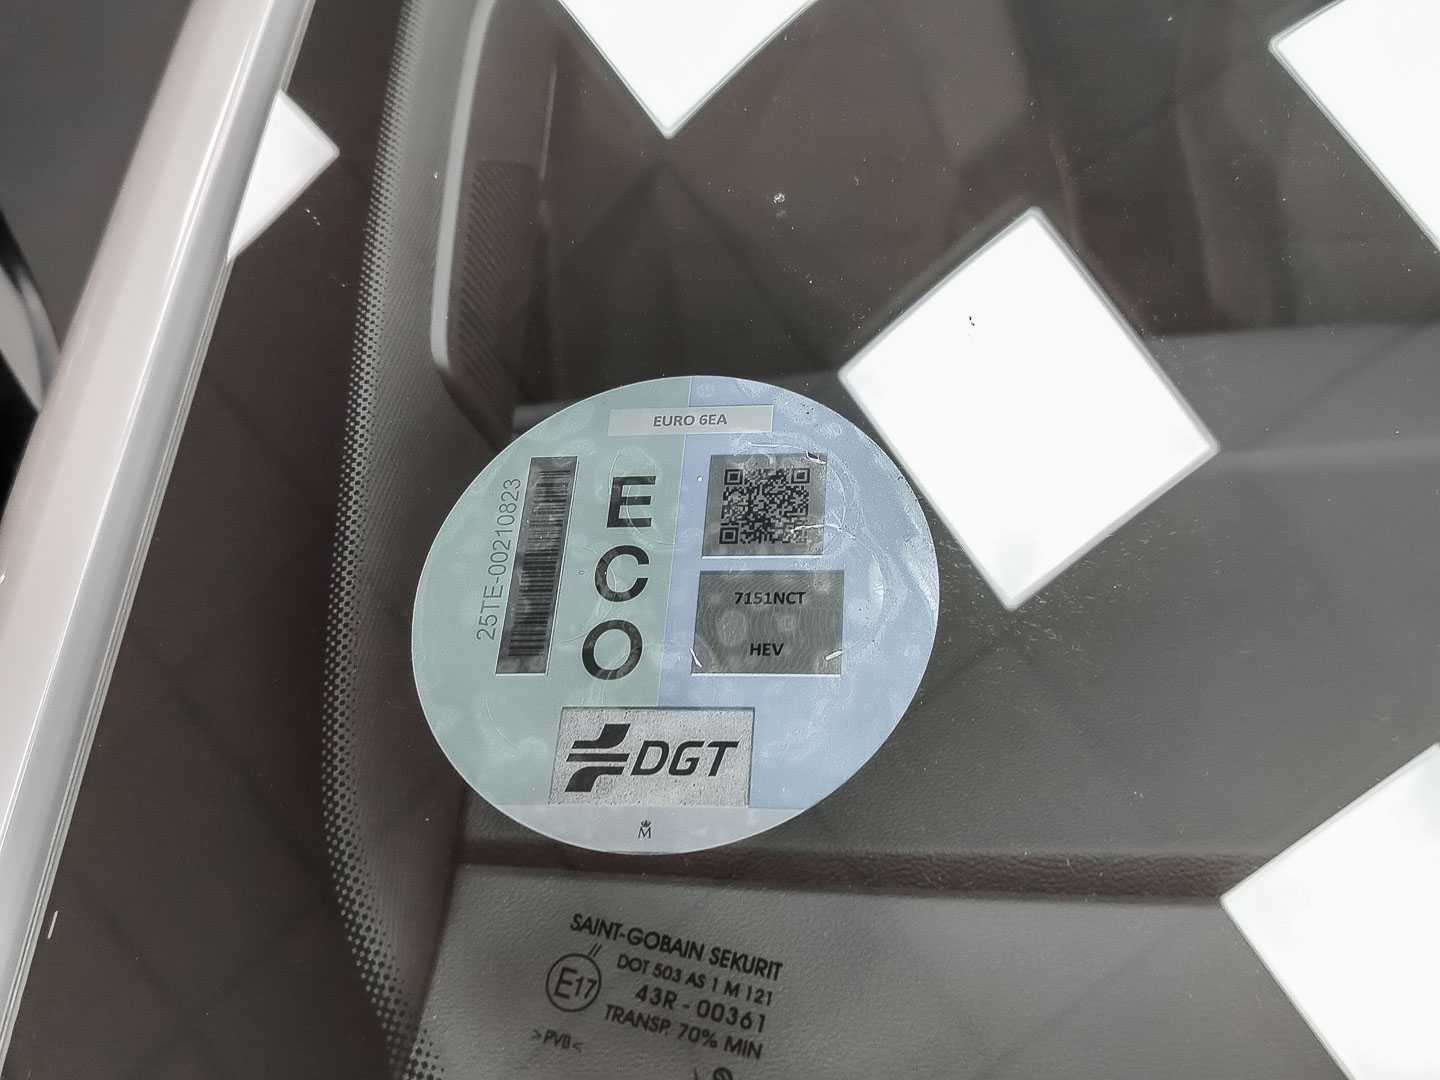 EURO 6EA
25TE-00210823
ECO
7151NCT
HEV
DGT
M
SAINT-GOBAIN SEKURIT
DOT 503 AS 1 M 121
E17
43R - 00361
TRANSP. 70% MIN
>PVB<